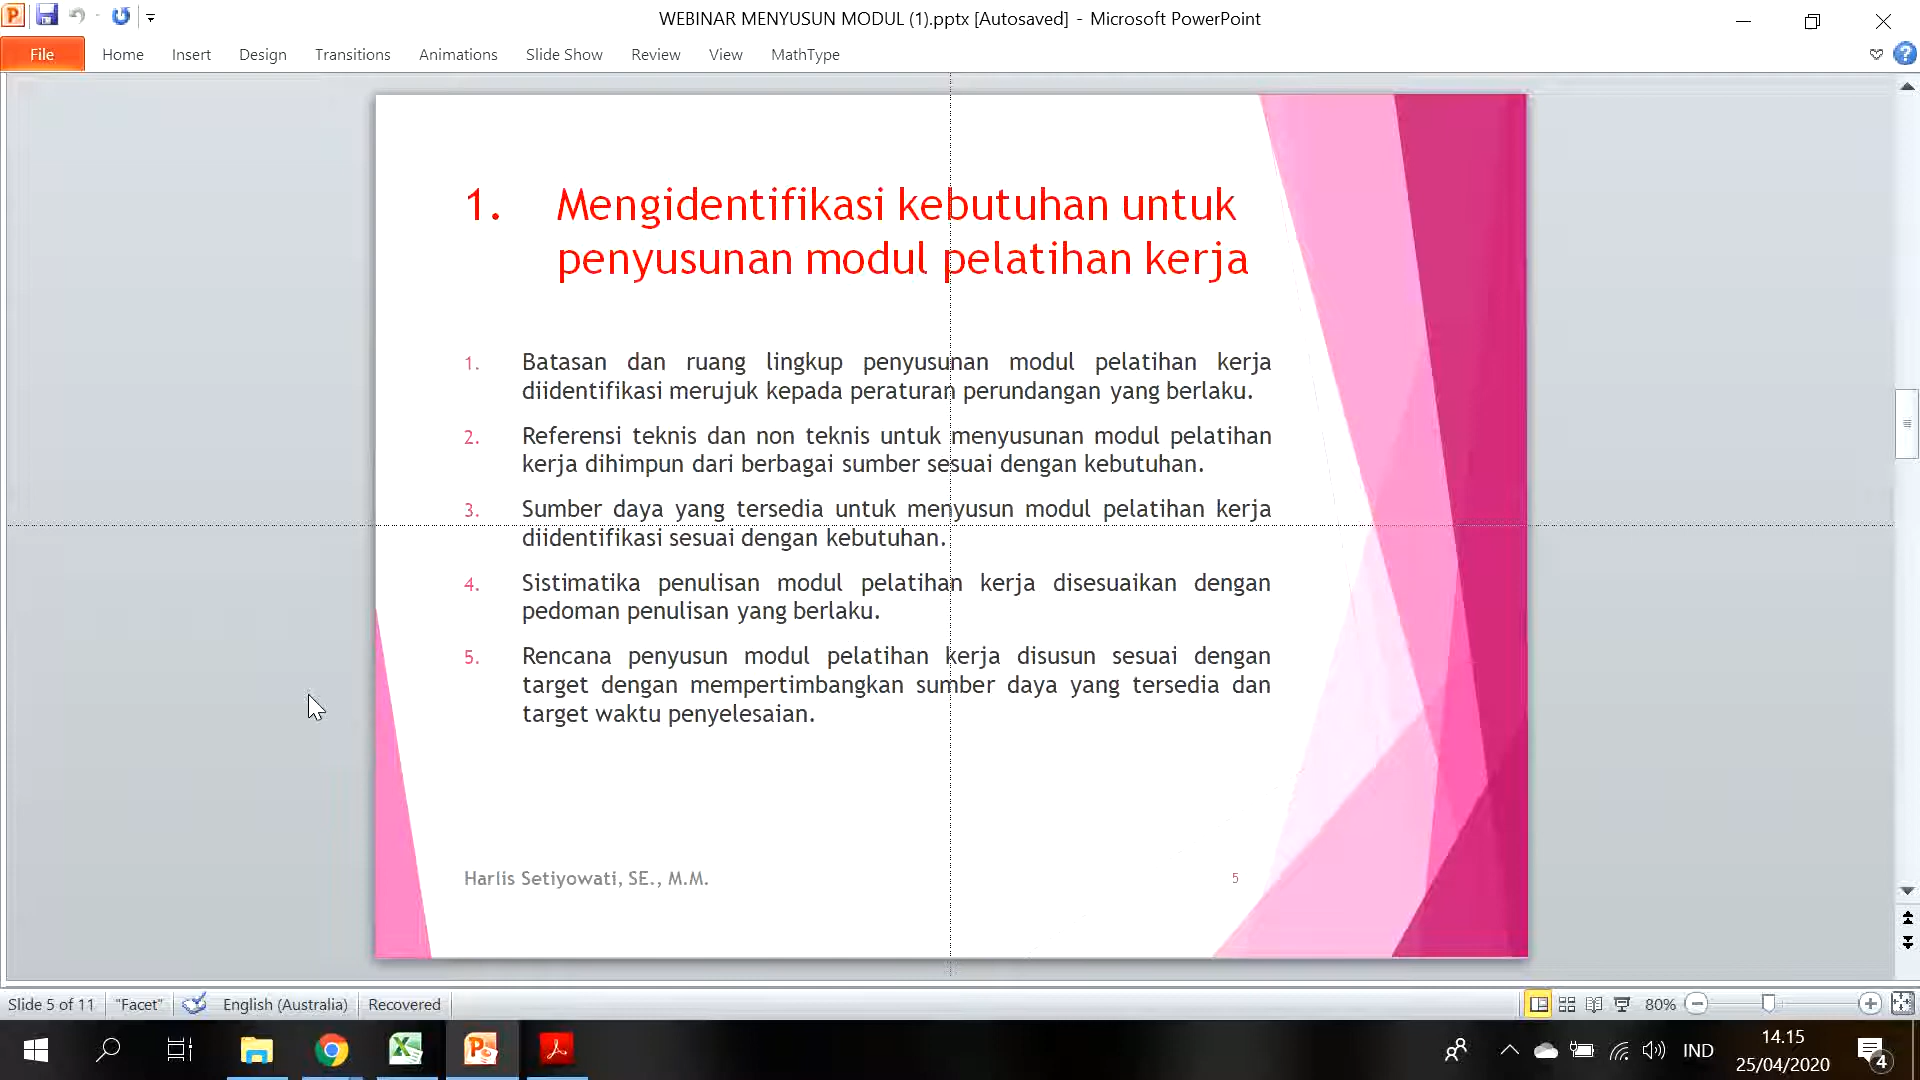 WEBINAR MENYUSUN MODUL (1).pptx [Autosaved] - Microsoft PowerPoint
File Home Insert Design Transitions Animations Slide Show Review View MathType
1. Mengidentifikasi kebutuhan untuk
penyusunan modul pelatihan kerja
1. Batasan dan ruang lingkup penyusunan modul pelatihan kerja
diidentifikasi merujuk kepada peraturan perundangan yang berlaku.
2. Referensi teknis dan non teknis untuk menyusunan modul pelatihan
kerja dihimpun dari berbagai sumber sesuai dengan kebutuhan.
3. Sumber daya yang tersedia untuk menyusun modul pelatihan kerja
diidentifikasi sesuai dengan kebutuhan.
4. Sistimatika penulisan modul pelatihan kerja disesuaikan dengan
pedoman penulisan yang berlaku.
5. Rencana penyusun modul pelatihan kerja disusun sesuai dengan
target dengan mempertimbangkan sumber daya yang tersedia dan
target waktu penyelesaian.
Harlis Setiyowati, SE., M.M. 5
Slide 5 of 11 "Facet" English (Australia) Recovered 80%
IND
14.15
25/04/2020
4